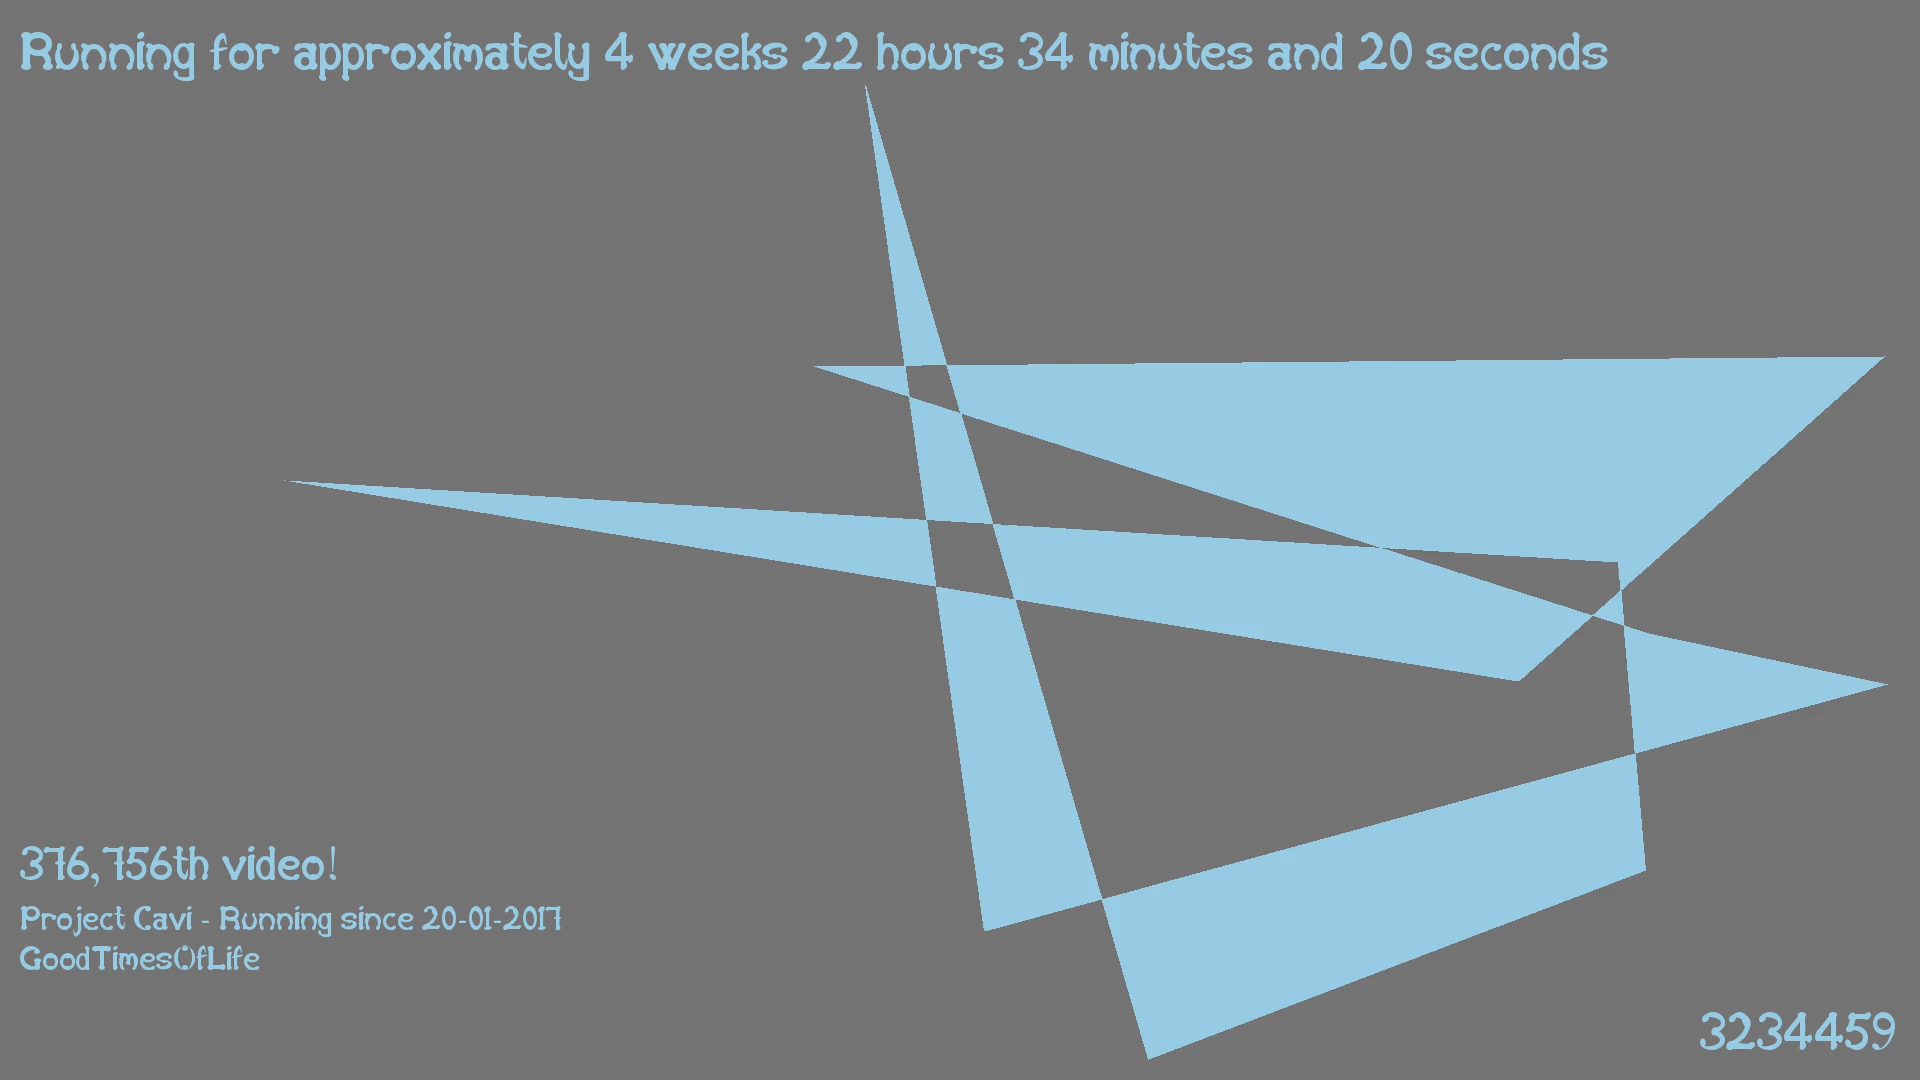 Running for approximately 4 weeks 22 hours 34 minutes and 20 seconds
376,756th video!
Project Cavi - Running since 20-01-2017
GoodTimesOfLife
3234459